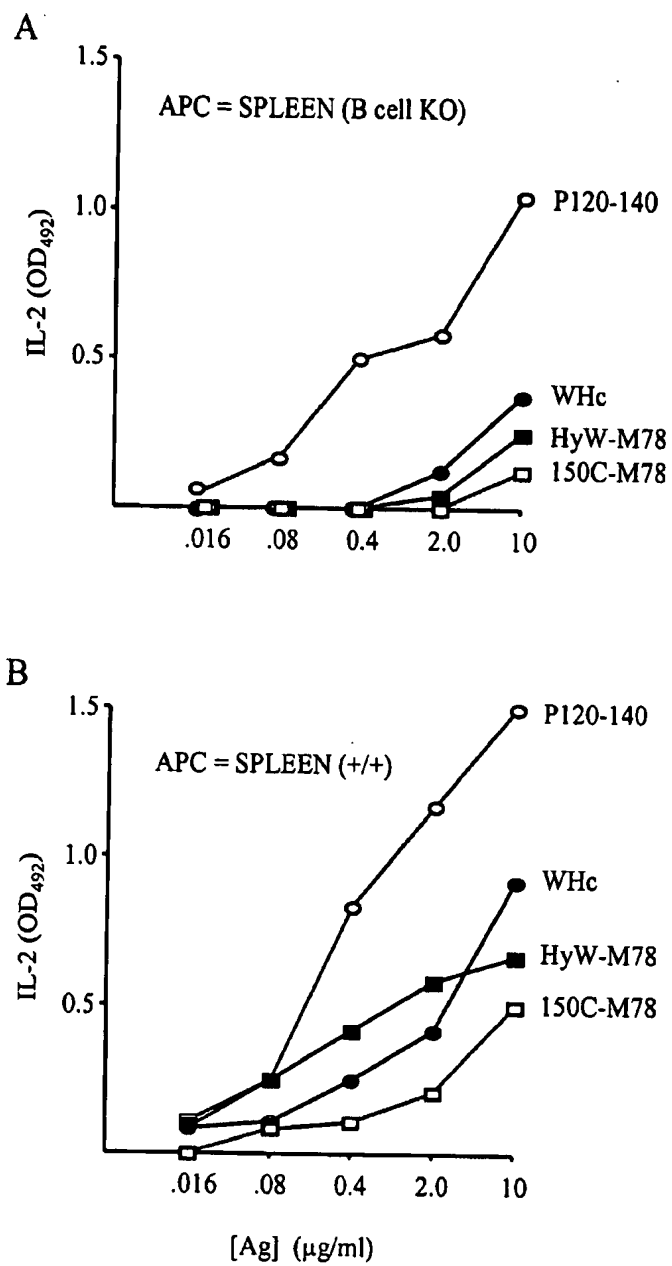 A
1.5
APC = SPLEEN (B cell KO)
1.0
P120-140
IL-2 (OD492)
0.5
WHc
HyW-M78
150C-M78
.016 .08 0.4 2.0 10
B
1.5
P120-140
APC = SPLEEN (+/+)
1.0
WHc
IL-2 (OD492)
HyW-M78
0.5
150C-M78
.016 .08 0.4 2.0 10
[Ag] (μg/ml)